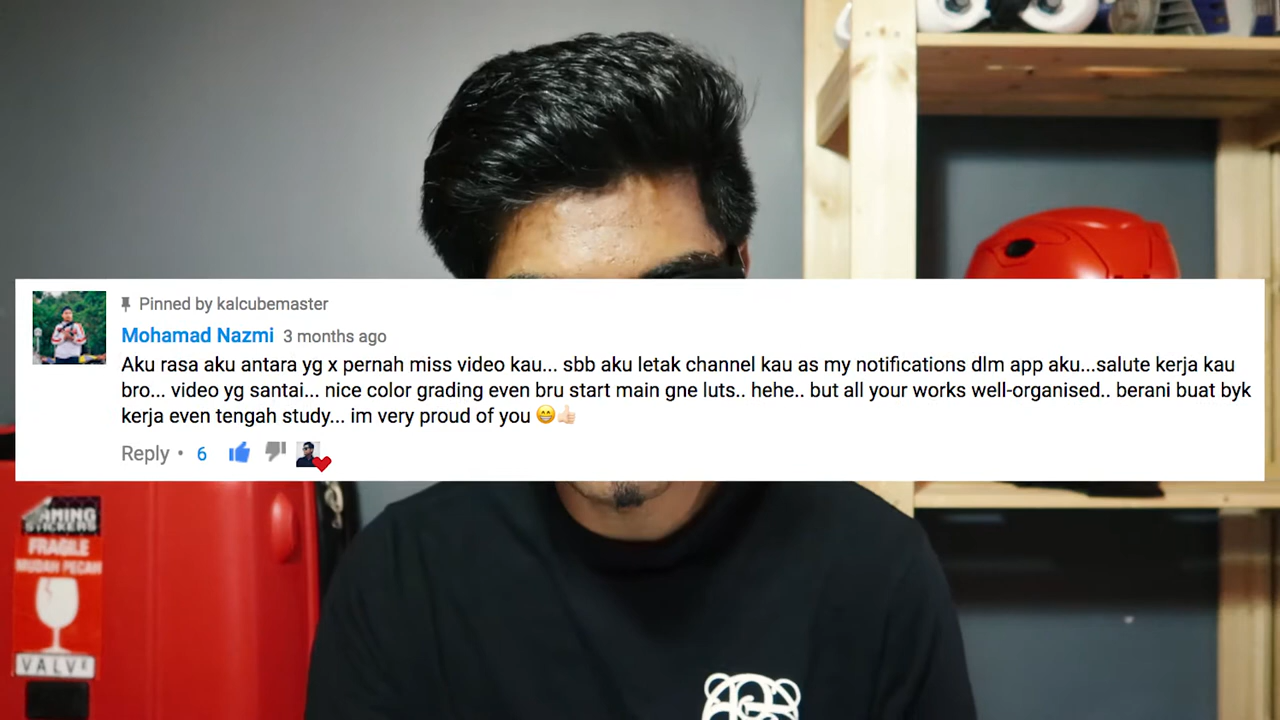 Pinned by kalcubemaster
Mohamad Nazmi 3 months ago
Aku rasa aku antara yg x pernah miss video kau... sbb aku letak channel kau as my notifications dlm app aku...salute kerja kau
bro... video yg santai... nice color grading even bru start main gne luts.. hehe.. but all your works well-organised.. berani buat byk
kerja even tengah study... im very proud of you 😁👍🏻
Reply • 6
FRAGILE
MUDAH PECAH
VALVE